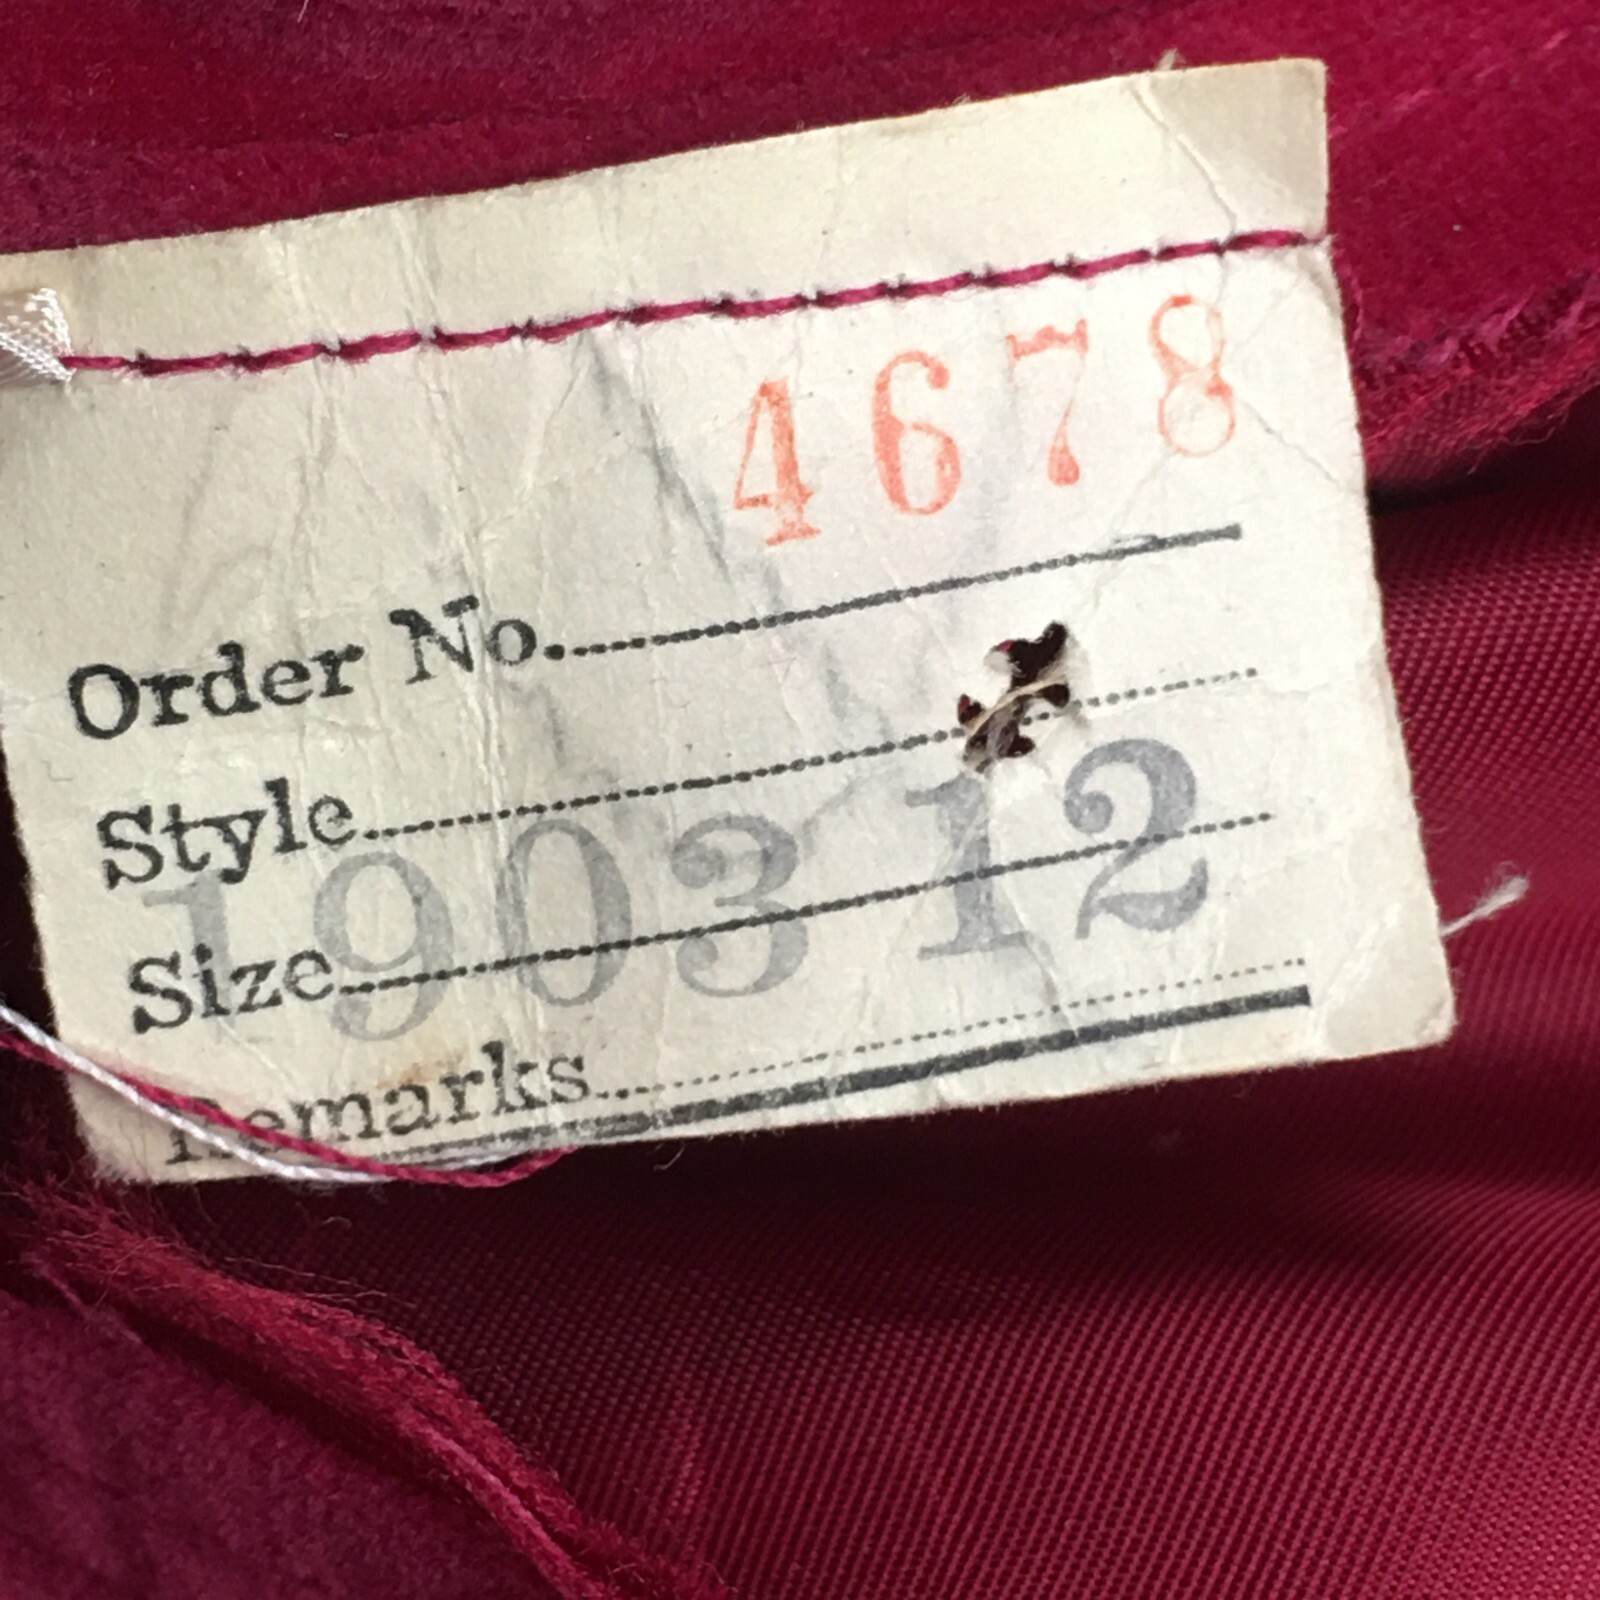 4678
Order No.
Style
1903 12
Size
Remarks